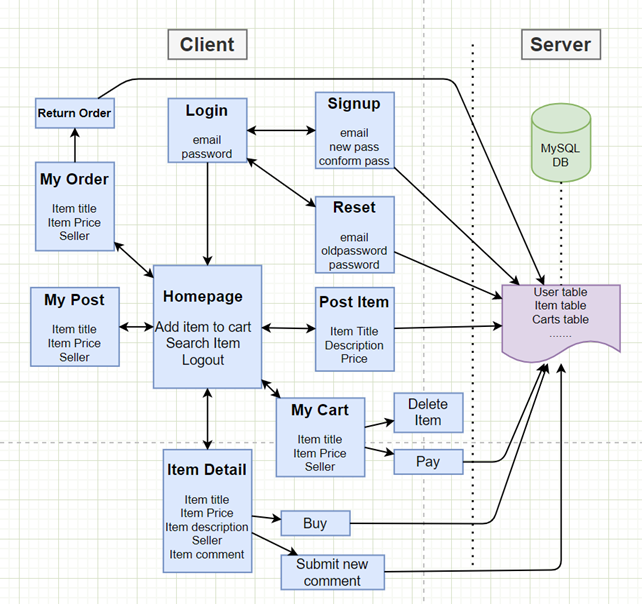 Client
Server
Return Order
Login
email
password
Signup
email
new pass
conform pass
MySQL
DB
My Order
Item title
Item Price
Seller
Reset
email
oldpassword
password
My Post
Item title
Item Price
Seller
Homepage
Add item to cart
Search Item
Logout
Post Item
Item Title
Description
Price
User table
Item table
Carts table
.......
My Cart
Item title
Item Price
Seller
Delete
Item
Pay
Item Detail
Item title
Item Price
Item description
Seller
Item comment
Buy
Submit new
comment